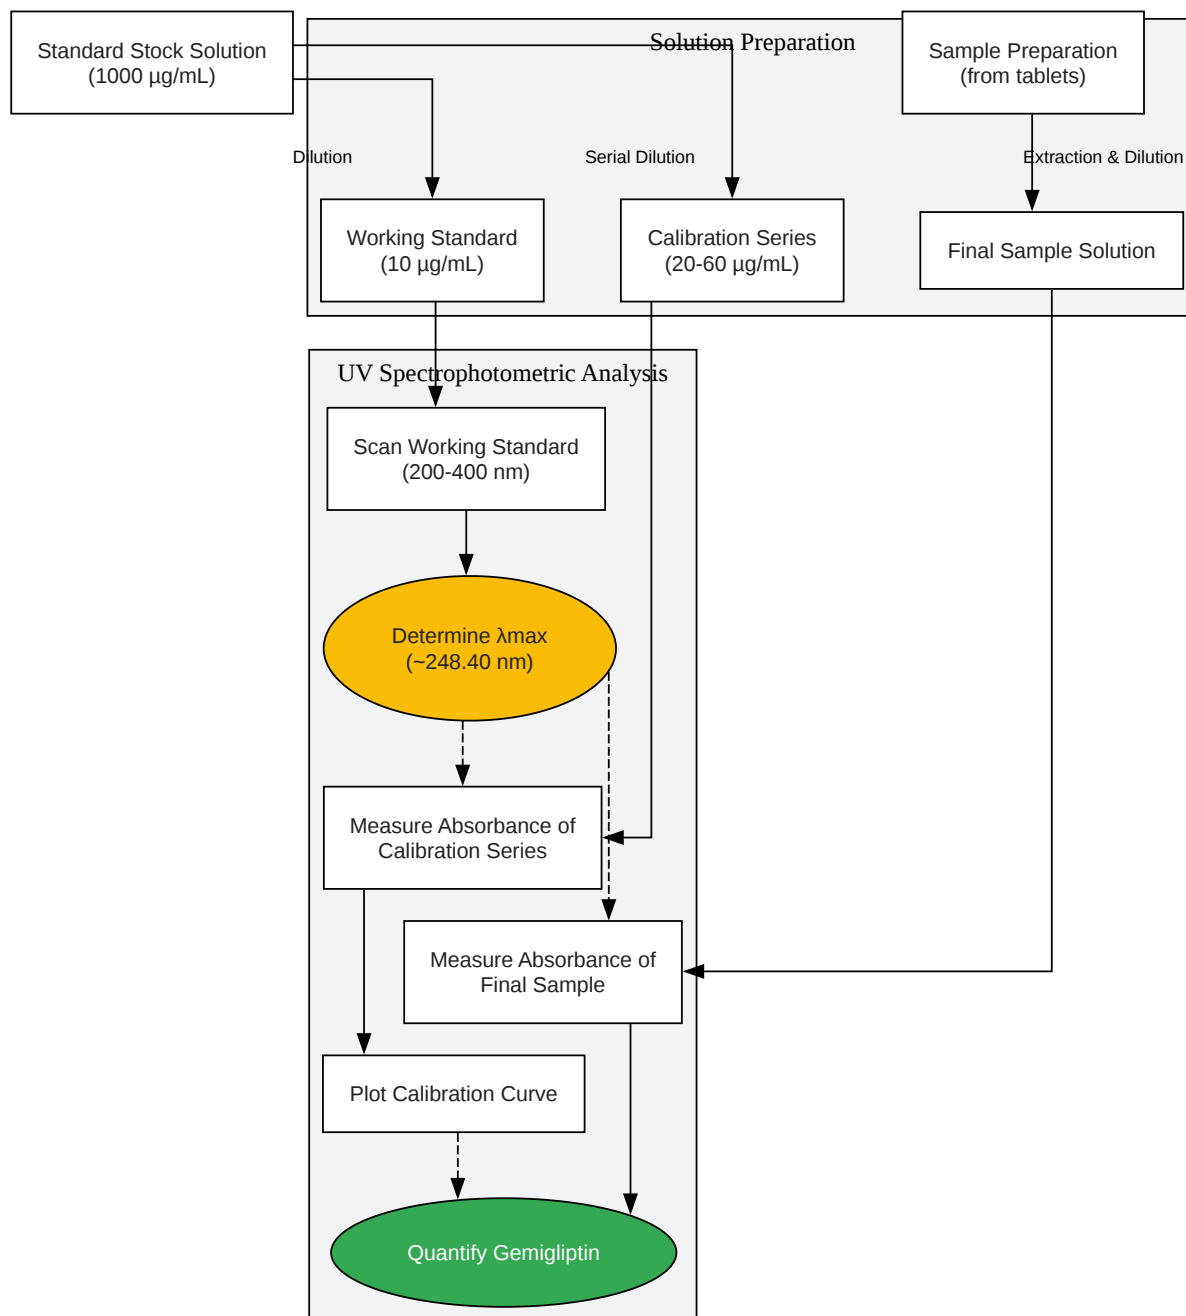 Standard Stock Solution
(1000 µg/mL)
Solution Preparation
Sample Preparation
(from tablets)
Dilution
Serial Dilution
Extraction & Dilution
Working Standard
(10 µg/mL)
Calibration Series
(20-60 µg/mL)
Final Sample Solution
UV Spectrophotometric Analysis
Scan Working Standard
(200-400 nm)
Determine λmax
(~248.40 nm)
Measure Absorbance of
Calibration Series
Measure Absorbance of
Final Sample
Plot Calibration Curve
Quantify Gemigliptin